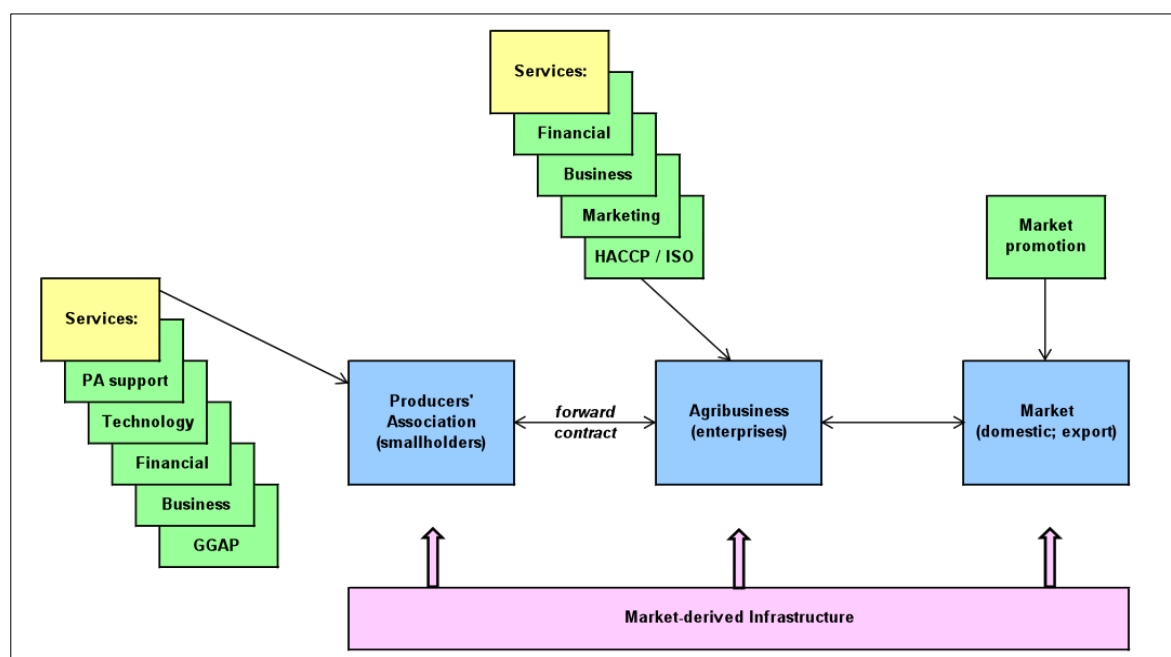 Services:
Financial
Business
Marketing
HACCP / ISO
Market
promotion
Services:
PA support
Technology
Financial
Business
GGAP
Producers'
Association
(smallholders)
forward
contract
Agribusiness
(enterprises)
Market
(domestic; export)
Market-derived Infrastructure